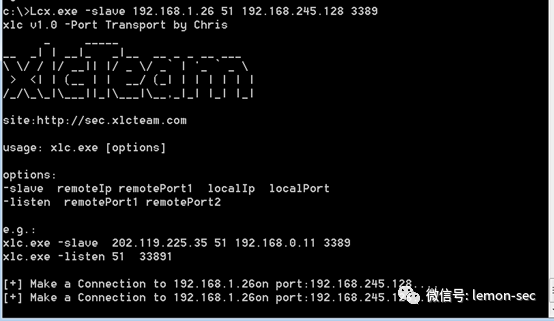 c:\>Lcx.exe -slave 192.168.1.26 51 192.168.245.128 3389
xlc v1.0 -Port Transport by Chris
xlcTeam
site:http://sec.xlcteam.com
usage: xlc.exe [options]
options:
-slave remoteIp remotePort1 localIp localPort
-listen remotePort1 remotePort2
e.g.:
xlc.exe -slave 202.119.225.35 51 192.168.0.11 3389
xlc.exe -listen 51 33891
[+] Make a Connection to 192.168.1.26on port:192.168.245.128....
[+] Make a Connection to 192.168.1.26on port:192.168.245.
微信号: lemon-sec